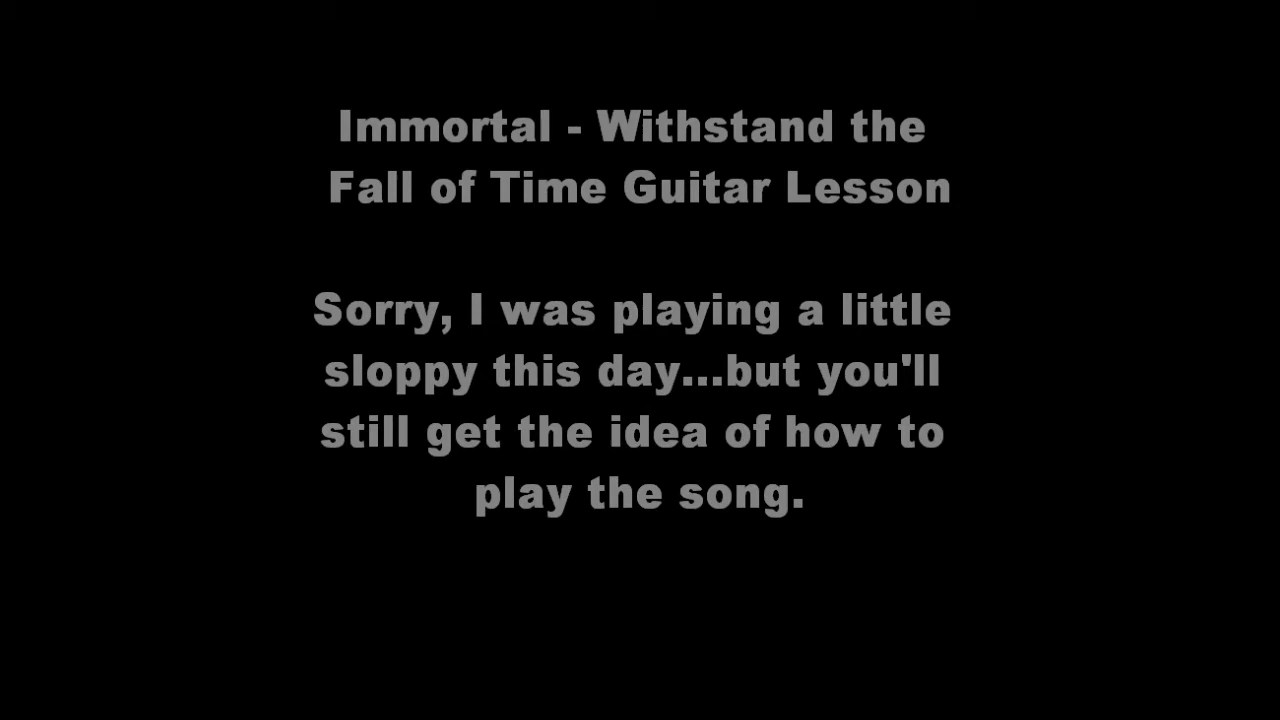 Immortal - Withstand the
Fall of Time Guitar Lesson
Sorry, I was playing a little
sloppy this day...but you'll
still get the idea of how to
play the song.